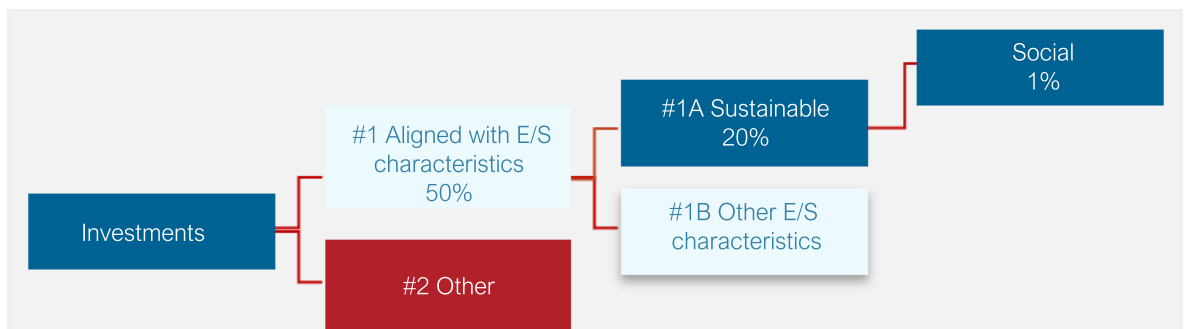 Investments
#1 Aligned with E/S
characteristics
50%
#2 Other
#1A Sustainable
20%
#1B Other E/S
characteristics
Social
1%